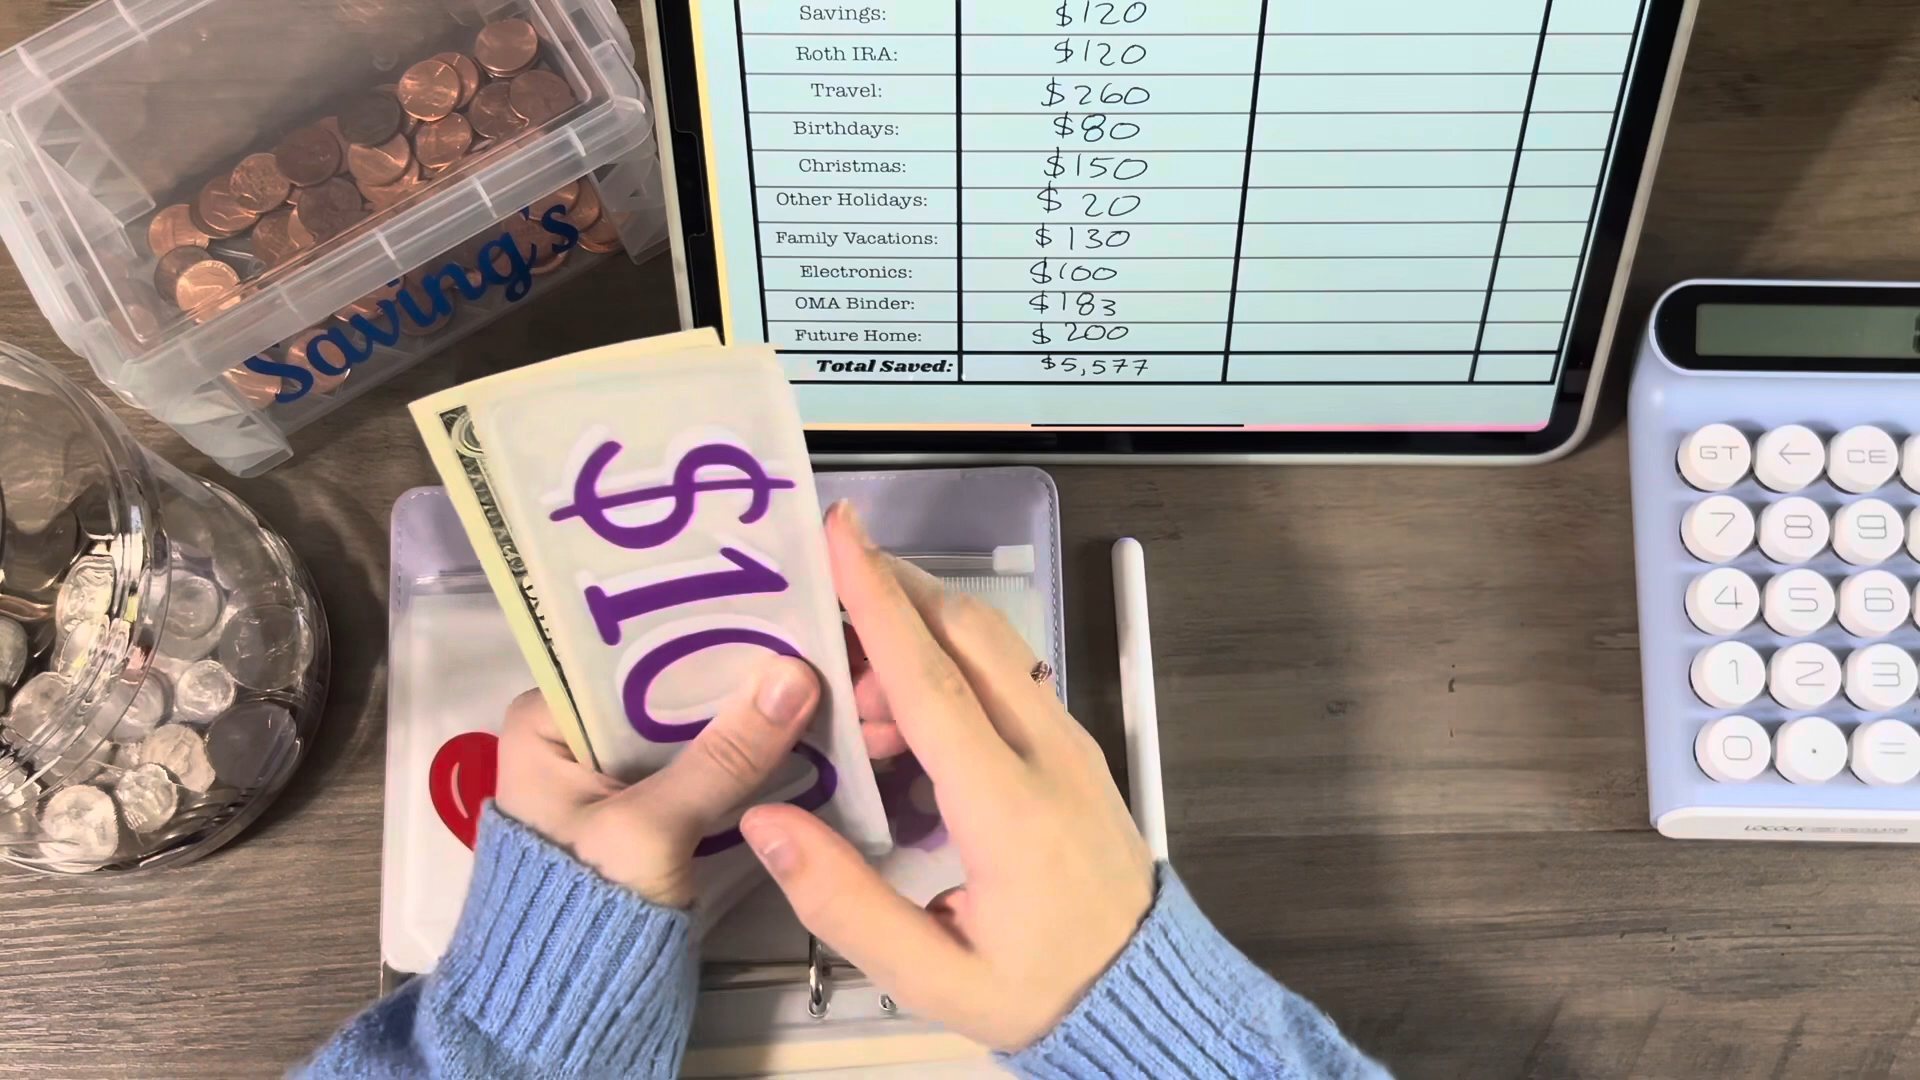 Savings: $120
Roth IRA: $120
Travel: $260
Birthdays: $80
Christmas: $150
Other Holidays: $20
Family Vacations: $130
Electronics: $100
OMA Binder: $183
Future Home: $200
Total Saved: $5,577
Saving's
$100
GT ← CE
7 8 9
4 5 6
1 2 3
0 . =